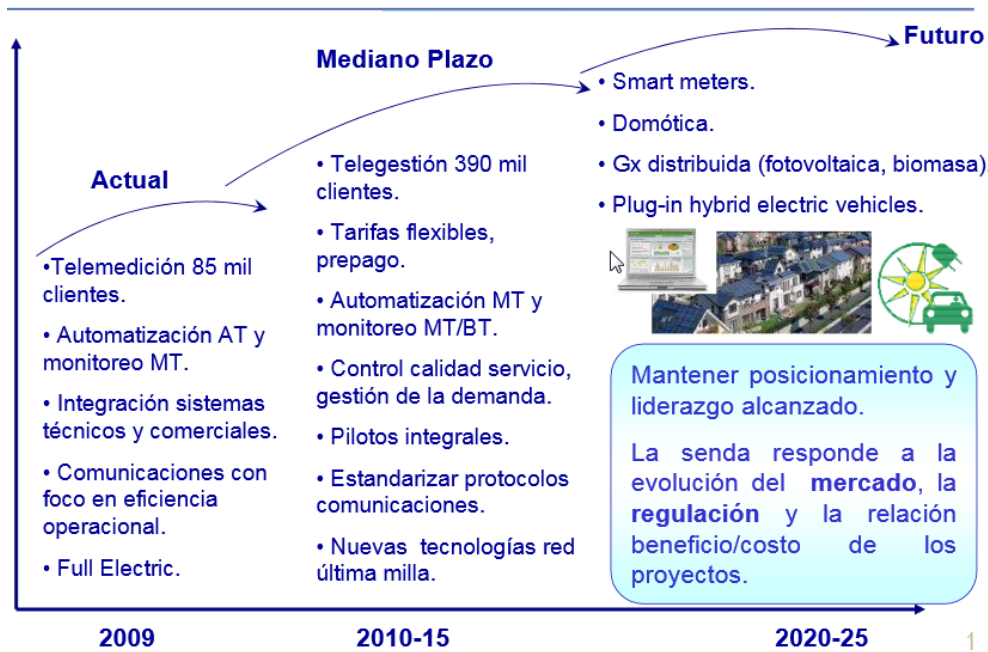 Actual
•Telemedición 85 mil
clientes.
• Automatización AT y
monitoreo MT.
• Integración sistemas
técnicos y comerciales.
• Comunicaciones con
foco en eficiencia
operacional.
• Full Electric.
Mediano Plazo
• Telegestión 390 mil
clientes.
• Tarifas flexibles,
prepago.
• Automatización MT y
monitoreo MT/BT.
• Control calidad servicio,
gestión de la demanda.
• Pilotos integrales.
• Estandarizar protocolos
comunicaciones.
• Nuevas tecnologías red
última milla.
Futuro
• Smart meters.
• Domótica.
• Gx distribuida (fotovoltaica, biomasa).
• Plug-in hybrid electric vehicles.
Mantener posicionamiento y
liderazgo alcanzado.
La senda responde a la
evolución del mercado, la
regulación y la relación
beneficio/costo de los
proyectos.
2009
2010-15
2020-25
1